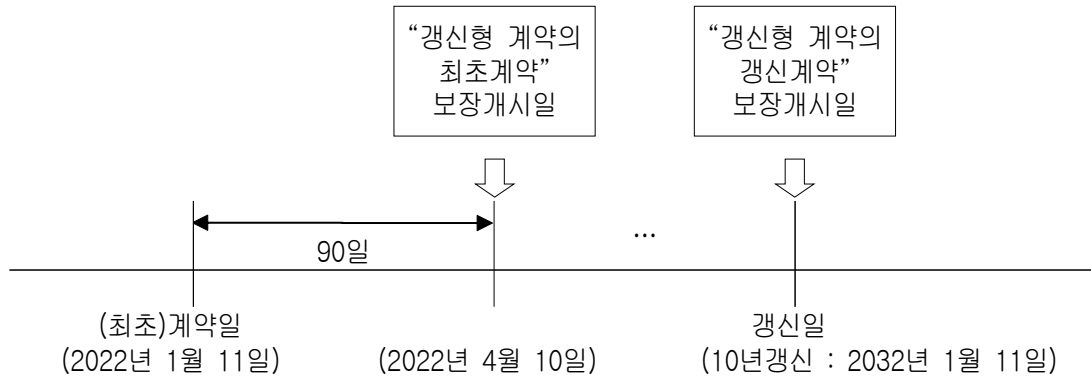 “갱신형 계약의
최초계약”
보장개시일
“갱신형 계약의
갱신계약”
보장개시일
90일
...
(최초)계약일
(2022년 1월 11일)
(2022년 4월 10일)
갱신일
(10년갱신 : 2032년 1월 11일)